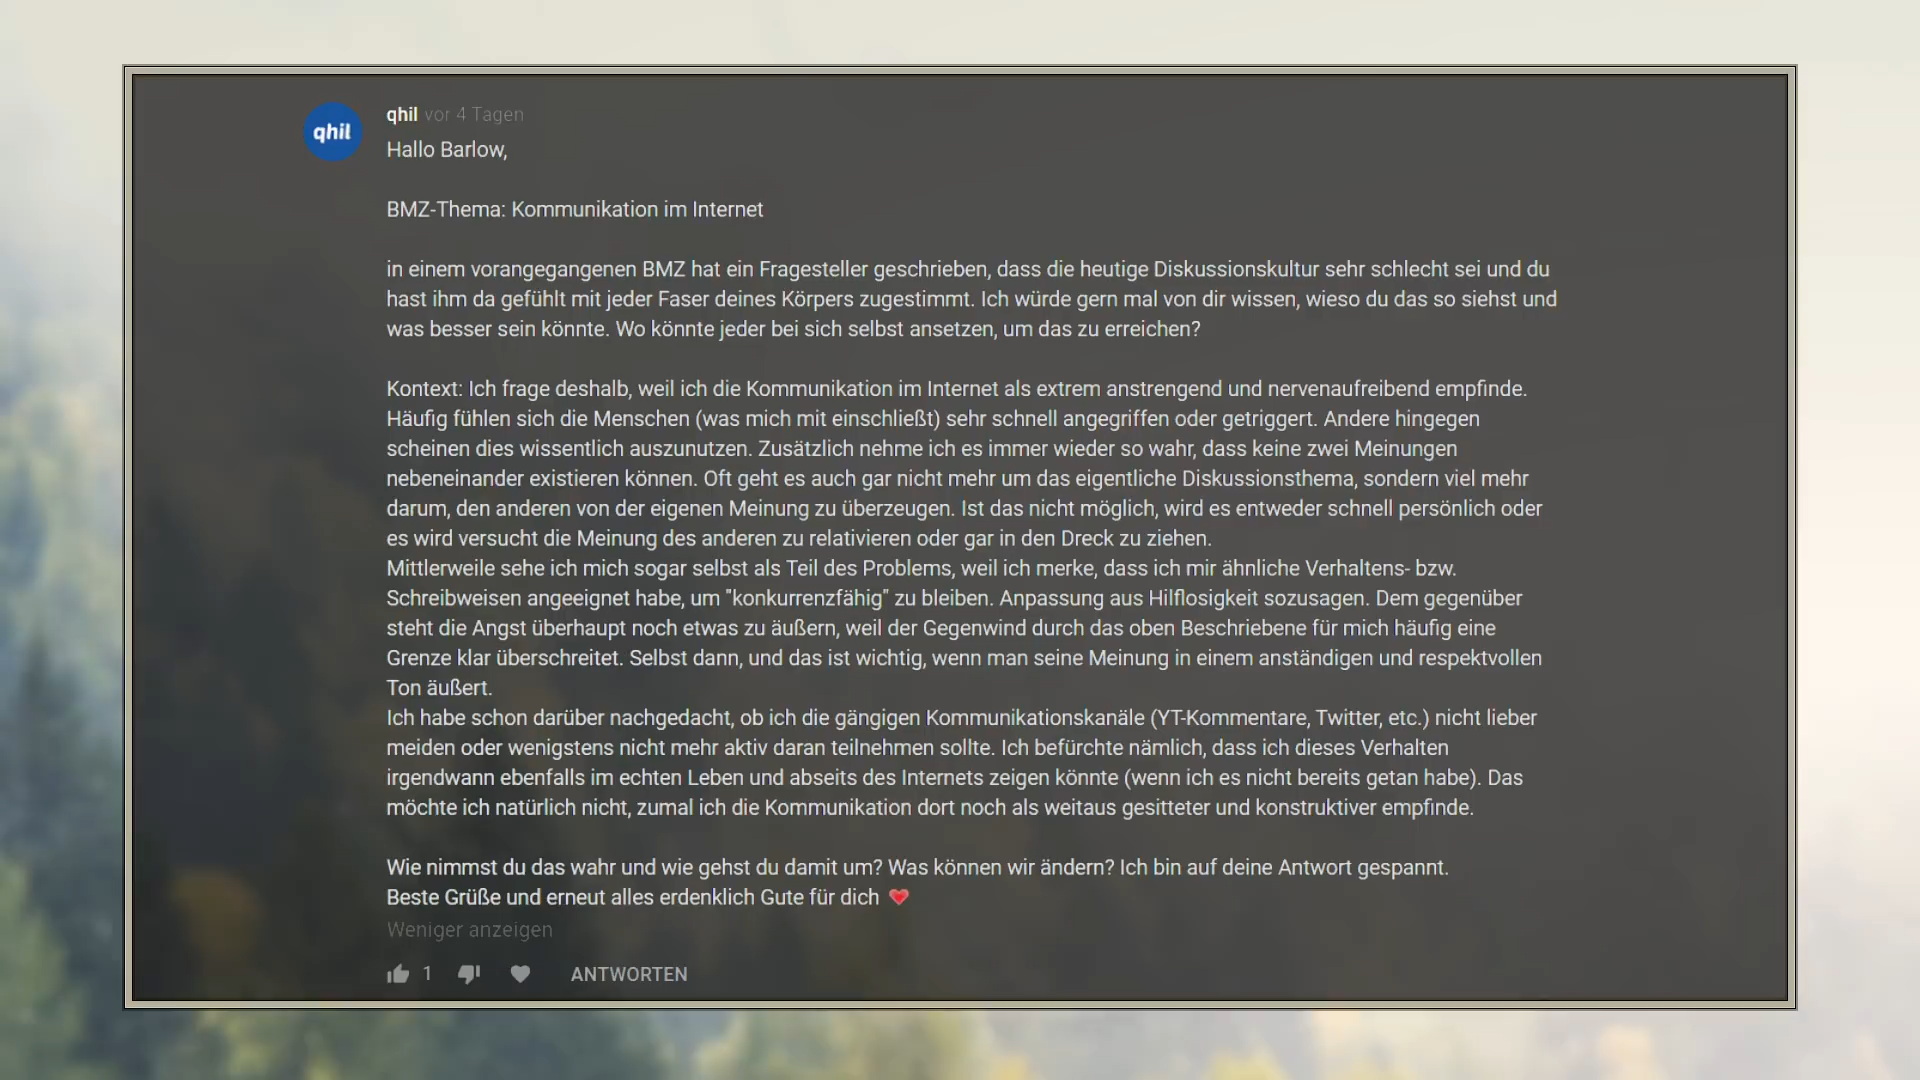 qhil
qhil vor 4 Tagen
Hallo Barlow,
BMZ-Thema: Kommunikation im Internet
in einem vorangegangenen BMZ hat ein Fragesteller geschrieben, dass die heutige Diskussionskultur sehr schlecht sei und du
hast ihm da gefühlt mit jeder Faser deines Körpers zugestimmt. Ich würde gern mal von dir wissen, wieso du das so siehst und
was besser sein könnte. Wo könnte jeder bei sich selbst ansetzen, um das zu erreichen?
Kontext: Ich frage deshalb, weil ich die Kommunikation im Internet als extrem anstrengend und nervenaufreibend empfinde.
Häufig fühlen sich die Menschen (was mich mit einschließt) sehr schnell angegriffen oder getriggert. Andere hingegen
scheinen dies wissentlich auszunutzen. Zusätzlich nehme ich es immer wieder so wahr, dass keine zwei Meinungen
nebeneinander existieren können. Oft geht es auch gar nicht mehr um das eigentliche Diskussionsthema, sondern viel mehr
darum, den anderen von der eigenen Meinung zu überzeugen. Ist das nicht möglich, wird es entweder schnell persönlich oder
es wird versucht die Meinung des anderen zu relativieren oder gar in den Dreck zu ziehen.
Mittlerweile sehe ich mich sogar selbst als Teil des Problems, weil ich merke, dass ich mir ähnliche Verhaltens- bzw.
Schreibweisen angeeignet habe, um "konkurrenzfähig" zu bleiben. Anpassung aus Hilflosigkeit sozusagen. Dem gegenüber
steht die Angst überhaupt noch etwas zu äußern, weil der Gegenwind durch das oben Beschriebene für mich häufig eine
Grenze klar überschreitet. Selbst dann, und das ist wichtig, wenn man seine Meinung in einem anständigen und respektvollen
Ton äußert.
Ich habe schon darüber nachgedacht, ob ich die gängigen Kommunikationskanäle (YT-Kommentare, Twitter, etc.) nicht lieber
meiden oder wenigstens nicht mehr aktiv daran teilnehmen sollte. Ich befürchte nämlich, dass ich dieses Verhalten
irgendwann ebenfalls im echten Leben und abseits des Internets zeigen könnte (wenn ich es nicht bereits getan habe). Das
möchte ich natürlich nicht, zumal ich die Kommunikation dort noch als weitaus gesitteter und konstruktiver empfinde.
Wie nimmst du das wahr und wie gehst du damit um? Was können wir ändern? Ich bin auf deine Antwort gespannt.
Beste Grüße und erneut alles erdenklich Gute für dich ❤
Weniger anzeigen
1 ANTWORTEN